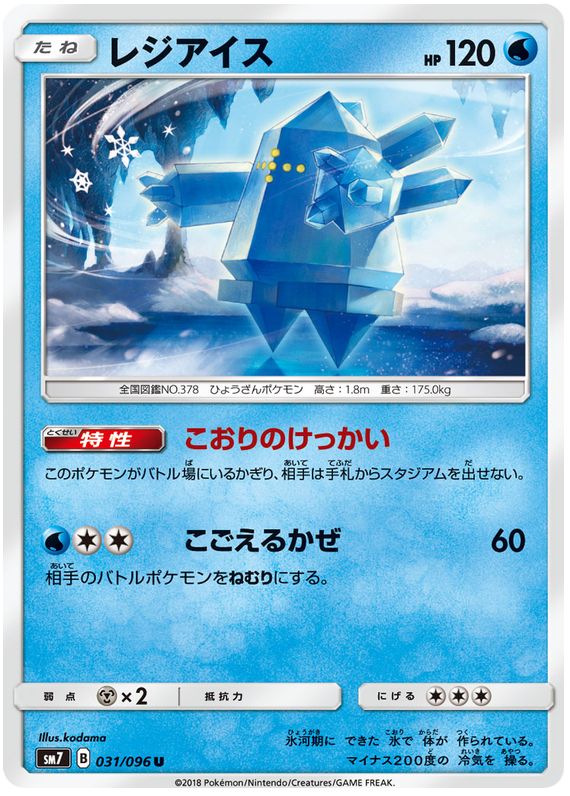 たね レジアイス HP 120
全国図鑑NO.378 ひょうざんポケモン 高さ:1.8m 重さ:175.0kg
とくせい
特性 こおりのけっかい
このポケモンがバトル場にいるかぎり、相手は手札からスタジアムを出せない。
こごえるかぜ 60
相手のバトルポケモンをねむりにする。
弱点 ×2 抵抗力 にげる
Illus.kodama
SM7 B 031/096 U
氷河期に できた 氷で 体が 作られている。
マイナス200度の 冷気を 操る。
©2018 Pokémon/Nintendo/Creatures/GAME FREAK.